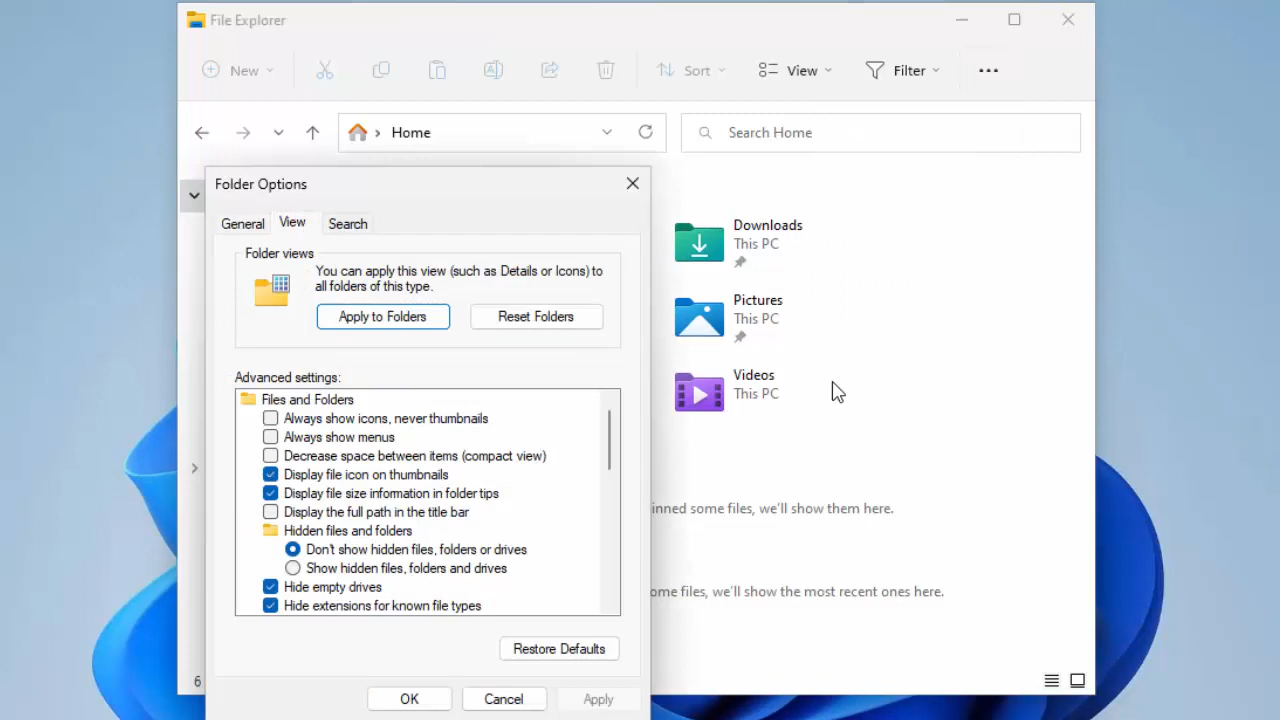 File Explorer
New
Sort
View
Filter
Home
Search Home
Folder Options
General
View
Search
Folder views
You can apply this view (such as Details or Icons) to
all folders of this type.
Apply to Folders
Reset Folders
Advanced settings:
Files and Folders
Always show icons, never thumbnails
Always show menus
Decrease space between items (compact view)
Display file icon on thumbnails
Display file size information in folder tips
Display the full path in the title bar
Hidden files and folders
Don't show hidden files, folders or drives
Show hidden files, folders and drives
Hide empty drives
Hide extensions for known file types
Restore Defaults
OK
Cancel
Apply
Downloads
This PC
Pictures
This PC
Videos
This PC
inned some files, we'll show them here.
ome files, we'll show the most recent ones here.
6